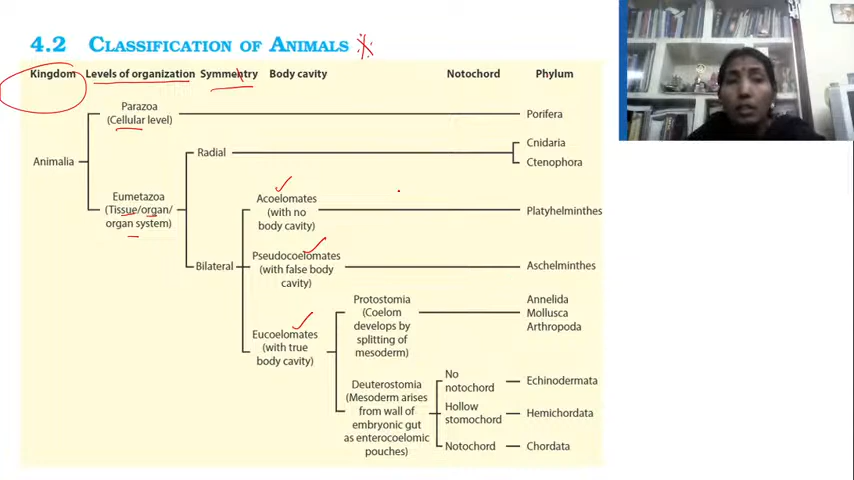 4.2 CLASSIFICATION OF ANIMALS
Kingdom Levels of organization Symmentry Body cavity Notochord Phylum
Parazoa
(Cellular level)
Porifera
Animalia
Radial
Cnidaria
Ctenophora
Eumetazoa
(Tissue/organ/
organ system)
Acoelomates
(with no
body cavity)
Platyhelminthes
Bilateral
Pseudocoelomates
(with false body
cavity)
Aschelminthes
Eucoelomates
(with true
body cavity)
Protostomia
(Coelom
develops by
splitting of
mesoderm)
Annelida
Mollusca
Arthropoda
Deuterostomia
(Mesoderm arises
from wall of
embryonic gut
as enterocoelomic
pouches)
No
notochord
Echinodermata
Hollow
stomochord
Hemichordata
Notochord
Chordata